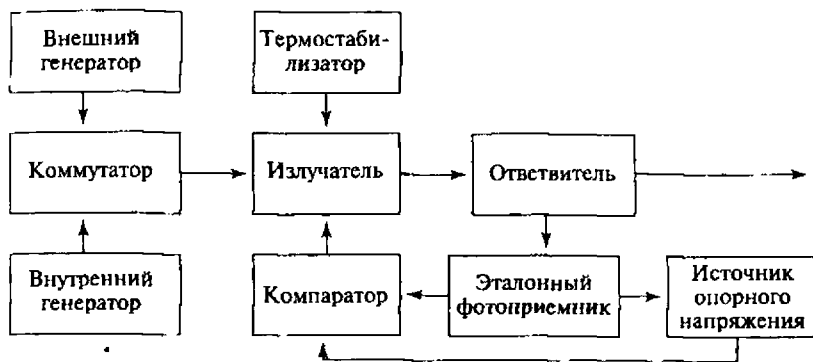 Внешний
генератор
Термостаби-
лизатор
Коммутатор
Излучатель
Ответвитель
Внутренний
генератор
Компаратор
Эталонный
фотоприемник
Источник
опорного
напряжения